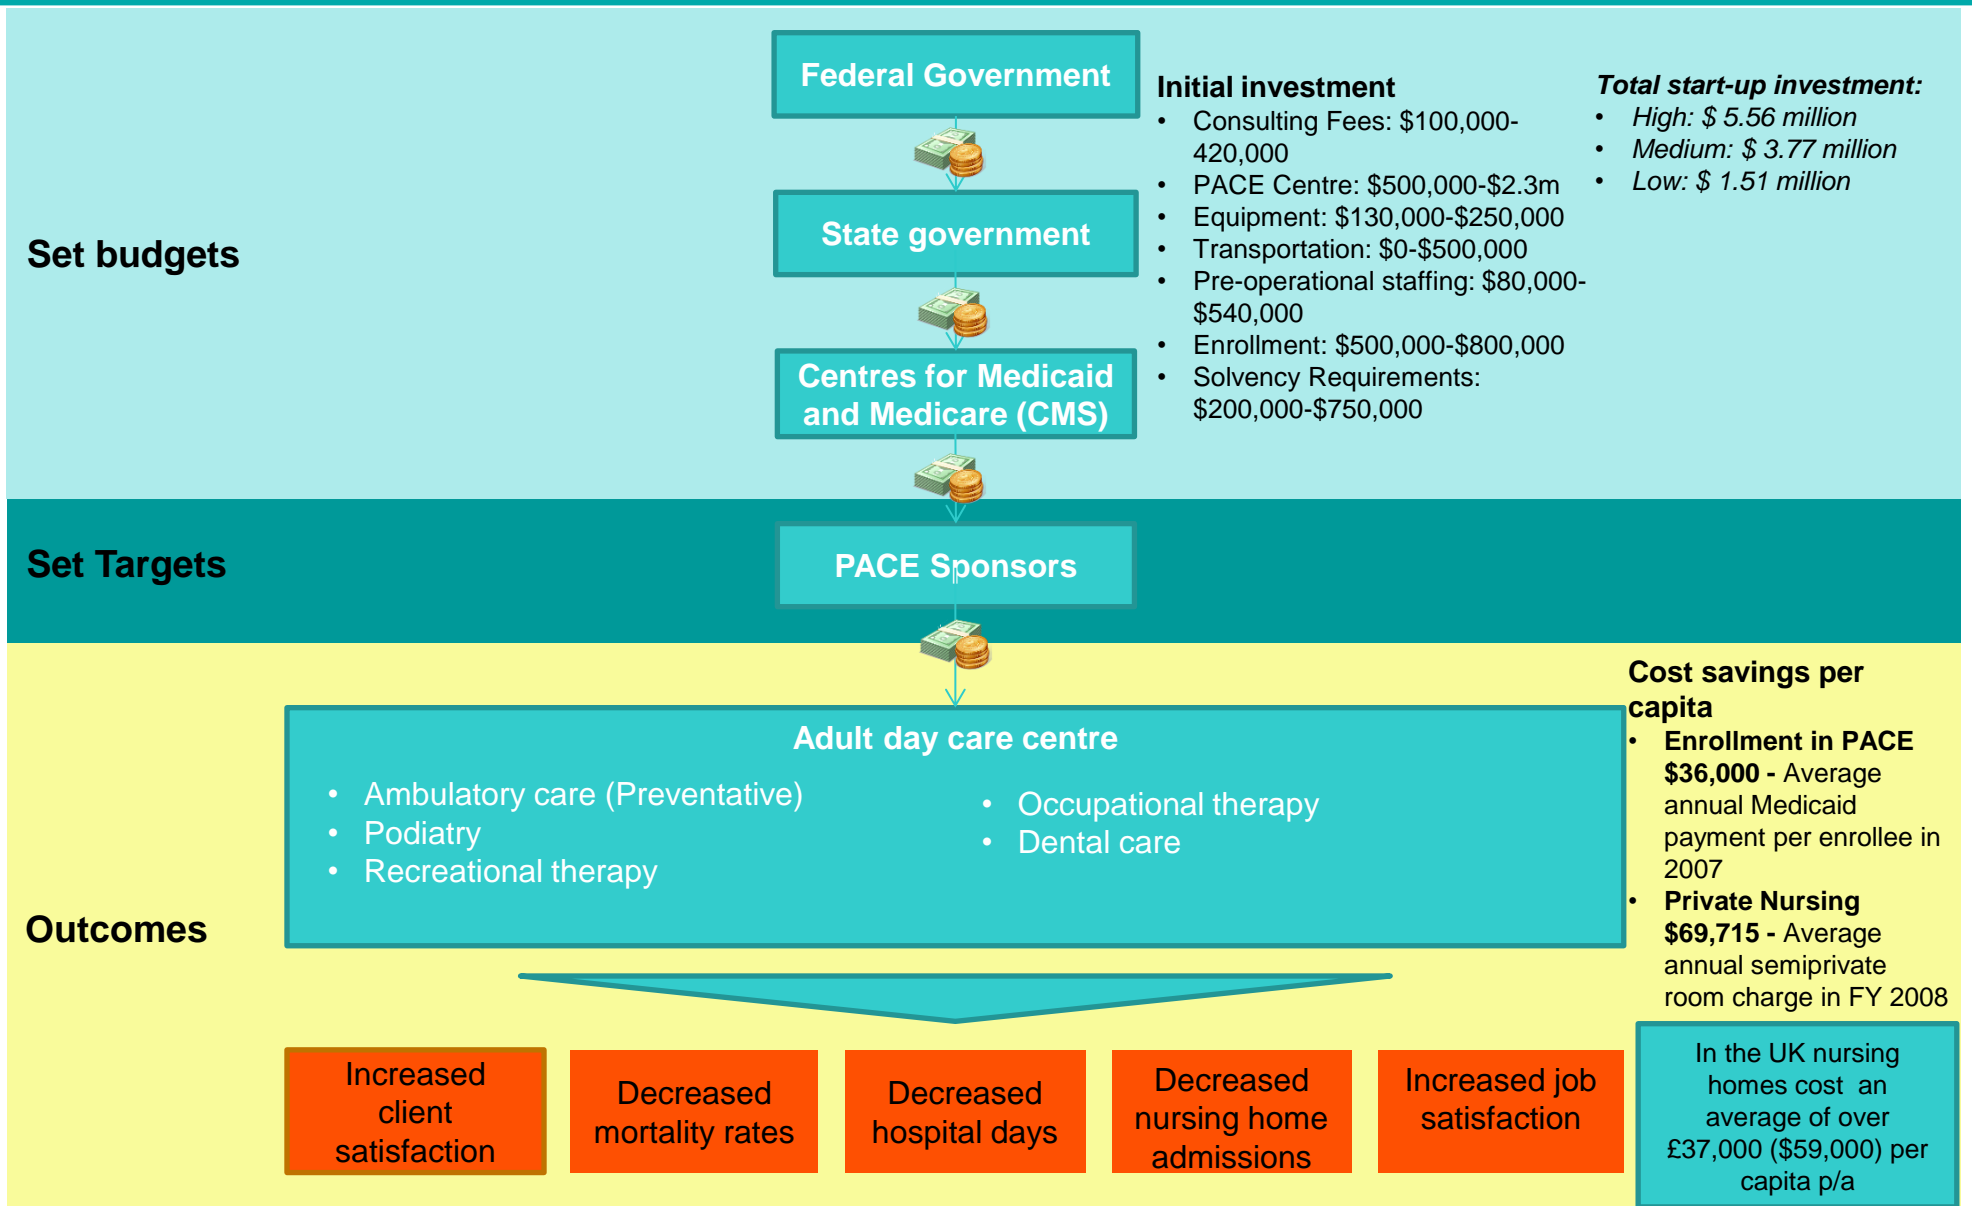 Set budgets
Federal Government
State government
Centres for Medicaid
and Medicare (CMS)
Initial investment
• Consulting Fees: $100,000-
420,000
• PACE Centre: $500,000-$2.3m
• Equipment: $130,000-$250,000
• Transportation: $0-$500,000
• Pre-operational staffing: $80,000-
$540,000
• Enrollment: $500,000-$800,000
• Solvency Requirements:
$200,000-$750,000
Total start-up investment:
• High: $ 5.56 million
• Medium: $ 3.77 million
• Low: $ 1.51 million
Set Targets
PACE Sponsors
Outcomes
Adult day care centre
• Ambulatory care (Preventative)
• Podiatry
• Recreational therapy
• Occupational therapy
• Dental care
Cost savings per
capita
• Enrollment in PACE
$36,000 - Average
annual Medicaid
payment per enrollee in
2007
• Private Nursing
$69,715 - Average
annual semiprivate
room charge in FY 2008
Increased
client
satisfaction
Decreased
mortality rates
Decreased
hospital days
Decreased
nursing home
admissions
Increased job
satisfaction
In the UK nursing
homes cost  an
average of over
£37,000 ($59,000) per
capita p/a